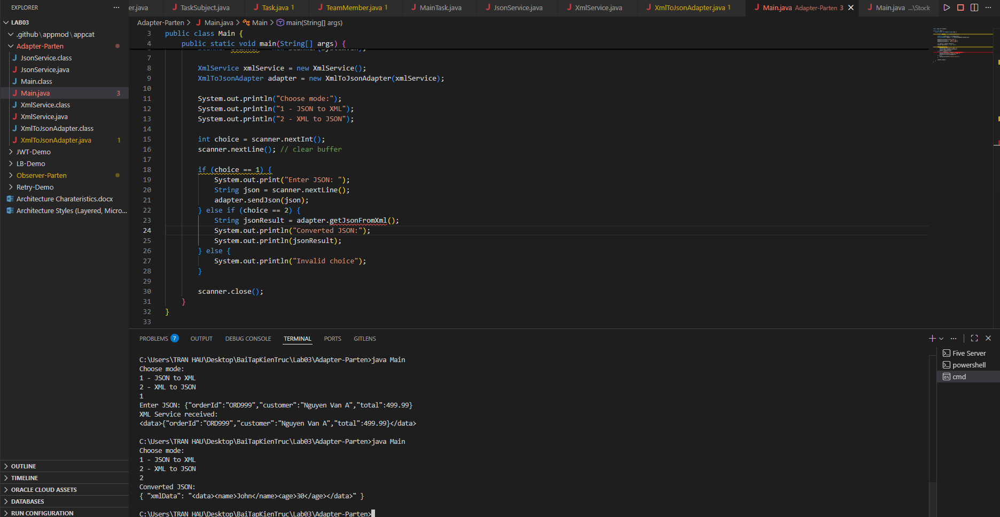 EXPLORER
LAB03
.github\appmod\appcat
Adapter-Parten
JsonService.class
JsonService.java
Main.class
Main.java 3
XmlService.class
XmlService.java
XmlToJsonAdapter.class
XmlToJsonAdapter.java 1
JWT-Demo
LB-Demo
Observer-Parten
Retry-Demo
Architecture Charateristics.docx
Architecture Styles (Layered, Micro...
OUTLINE
TIMELINE
ORACLE CLOUD ASSETS
DATABASES
RUN CONFIGURATION
er.java TaskSubject.java Task.java 1 TeamMember.java 1 MainTask.java JsonService.java XmlService.java XmlToJsonAdapter.java 1 Main.java Adapter-Parten 3 Main.java ...\Stock
Adapter-Parten > Main.java > Main > main(String[] args)
3 public class Main {
4 public static void main(String[] args) {
7
8 XmlService xmlService = new XmlService();
9 XmlToJsonAdapter adapter = new XmlToJsonAdapter(xmlService);
10
11 System.out.println("Choose mode:");
12 System.out.println("1 - JSON to XML");
13 System.out.println("2 - XML to JSON");
14
15 int choice = scanner.nextInt();
16 scanner.nextLine(); // clear buffer
17
18 if (choice == 1) {
19 System.out.print("Enter JSON: ");
20 String json = scanner.nextLine();
21 adapter.sendJson(json);
22 } else if (choice == 2) {
23 String jsonResult = adapter.getJsonFromXml();
24 System.out.println("Converted JSON:");
25 System.out.println(jsonResult);
26 } else {
27 System.out.println("Invalid choice");
28 }
29
30 scanner.close();
31 }
32 }
33
PROBLEMS 7 OUTPUT DEBUG CONSOLE TERMINAL PORTS GITLENS
C:\Users\TRAN HAU\Desktop\BaiTapKienTruc\Lab03\Adapter-Parten>java Main
Choose mode:
1 - JSON to XML
2 - XML to JSON
1
Enter JSON: {"orderId":"ORD999","customer":"Nguyen Van A","total":499.99}
XML Service received:
<data>{"orderId":"ORD999","customer":"Nguyen Van A","total":499.99}</data>
C:\Users\TRAN HAU\Desktop\BaiTapKienTruc\Lab03\Adapter-Parten>java Main
Choose mode:
1 - JSON to XML
2 - XML to JSON
2
Converted JSON:
{ "xmlData": "<data><name>John</name><age>30</age></data>" }
C:\Users\TRAN HAU\Desktop\BaiTapKienTruc\Lab03\Adapter-Parten>
Five Server
powershell
cmd